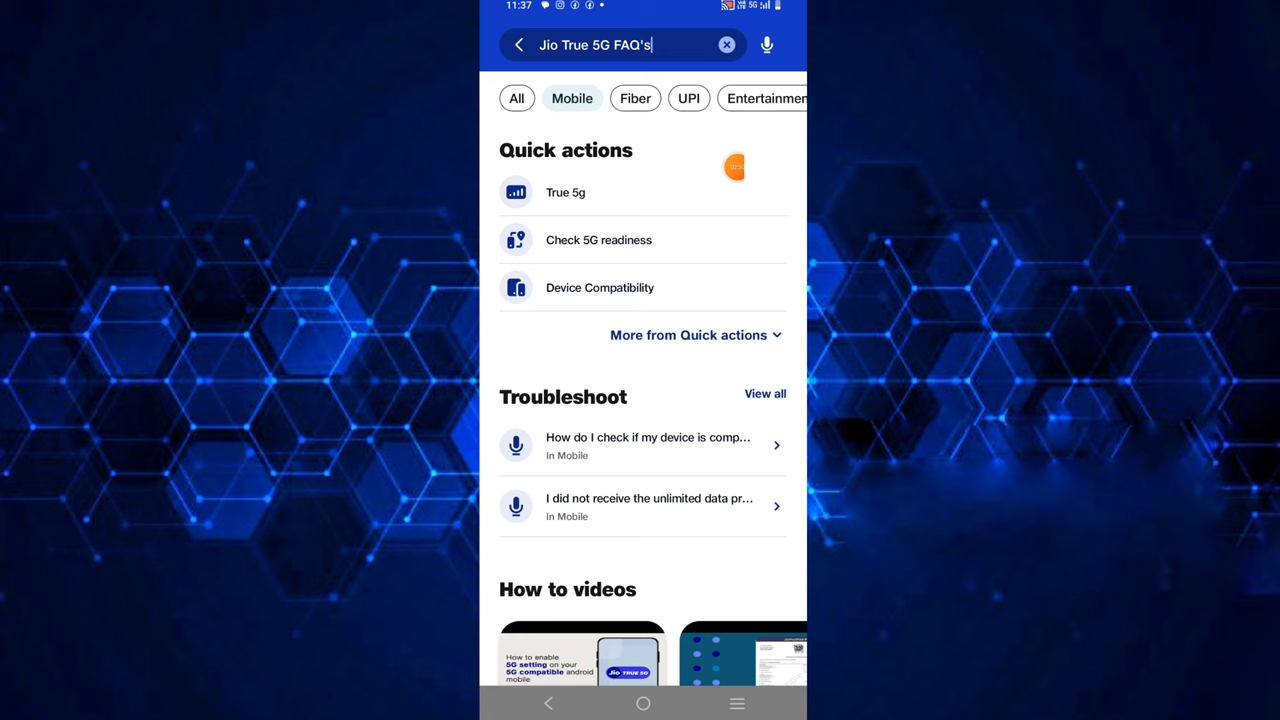 11:37
5G
Jio True 5G FAQ's
All
Mobile
Fiber
UPI
Entertainmen
Quick actions
True 5g
Check 5G readiness
Device Compatibility
More from Quick actions
Troubleshoot
View all
How do I check if my device is comp...
In Mobile
I did not receive the unlimited data pr...
In Mobile
How to videos
How to enable
5G setting on your
5G compatible android
mobile
Jio TRUE 5G